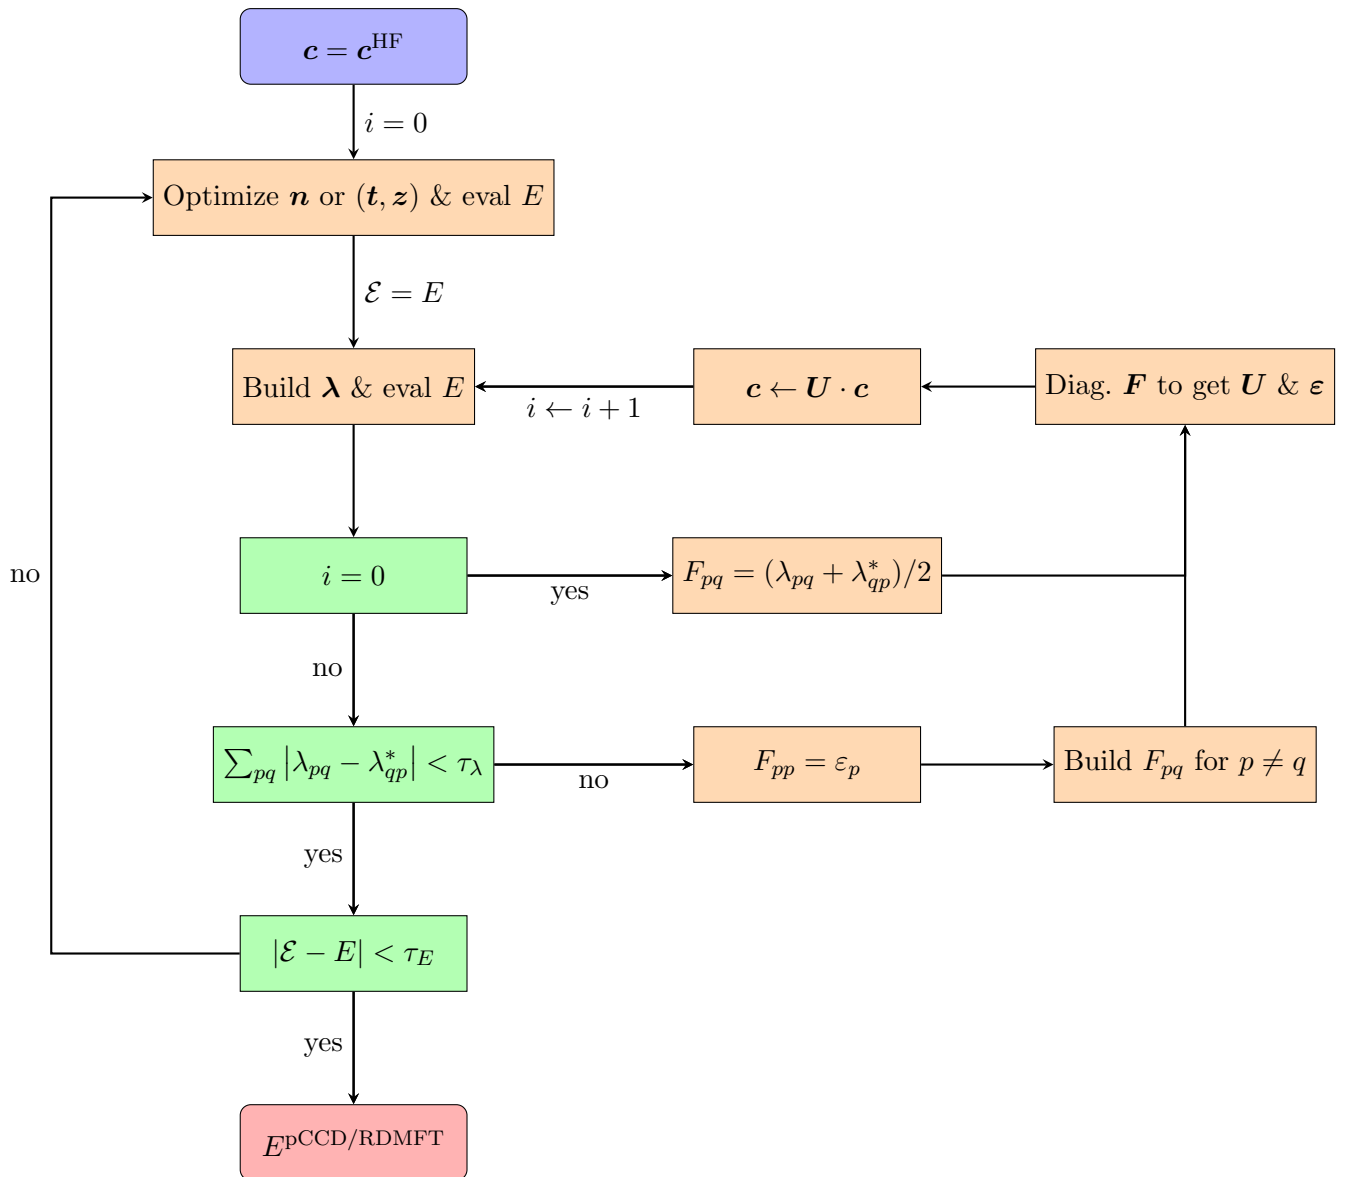 𝒄 = 𝒄^HF
i = 0
Optimize 𝒏 or (𝒕, 𝒛) & eval E
ℰ = E
Build 𝝀 & eval E
i ← i + 1
𝒄 ← 𝑼 · 𝒄
Diag. 𝑭 to get 𝑼 & 𝜺
no
i = 0
yes
F_pq = (λ_pq + λ*_qp)/2
no
∑_pq |λ_pq − λ*_qp| < τ_λ
no
F_pp = ε_p
Build F_pq for p ≠ q
yes
|ℰ − E| < τ_E
yes
E^pCCD/RDMFT